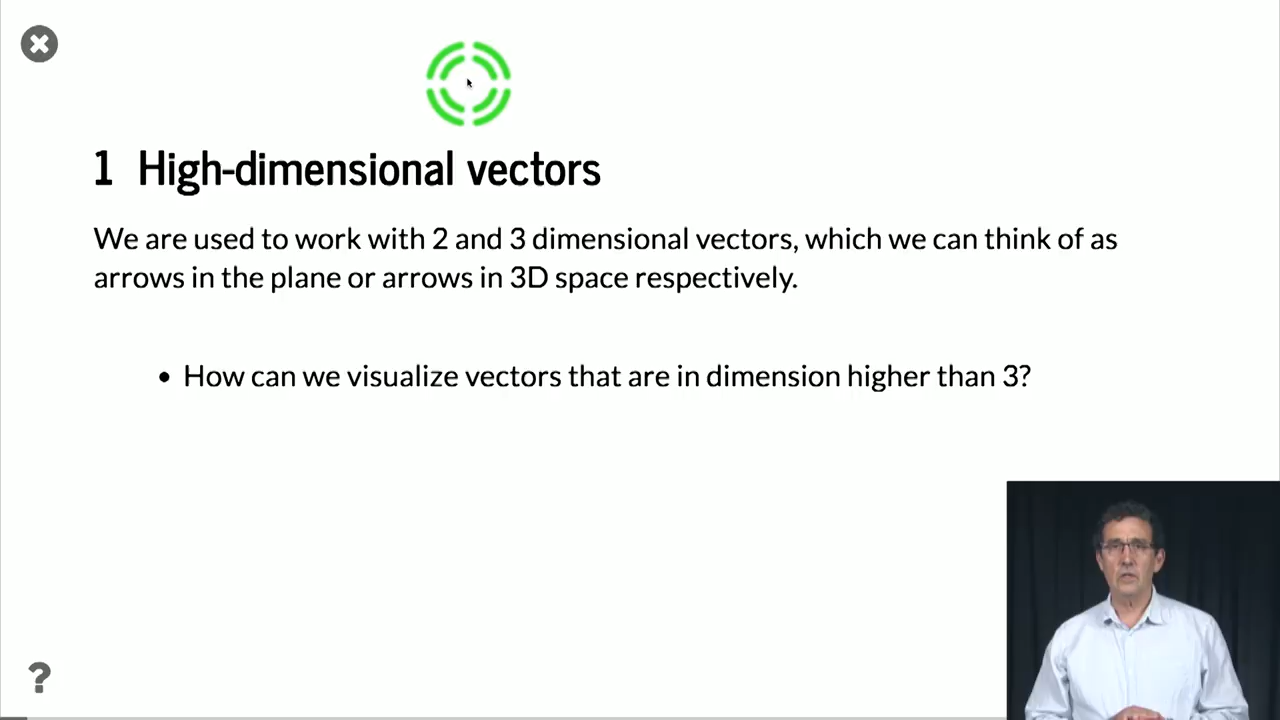 1 High-dimensional vectors
We are used to work with 2 and 3 dimensional vectors, which we can think of as
arrows in the plane or arrows in 3D space respectively.
• How can we visualize vectors that are in dimension higher than 3?
?